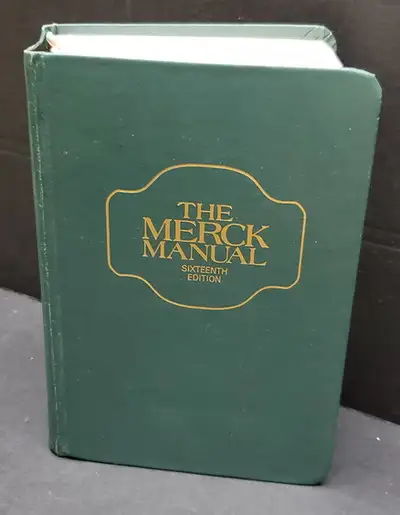 THE
MERCK
MANUAL
SIXTEENTH
EDITION